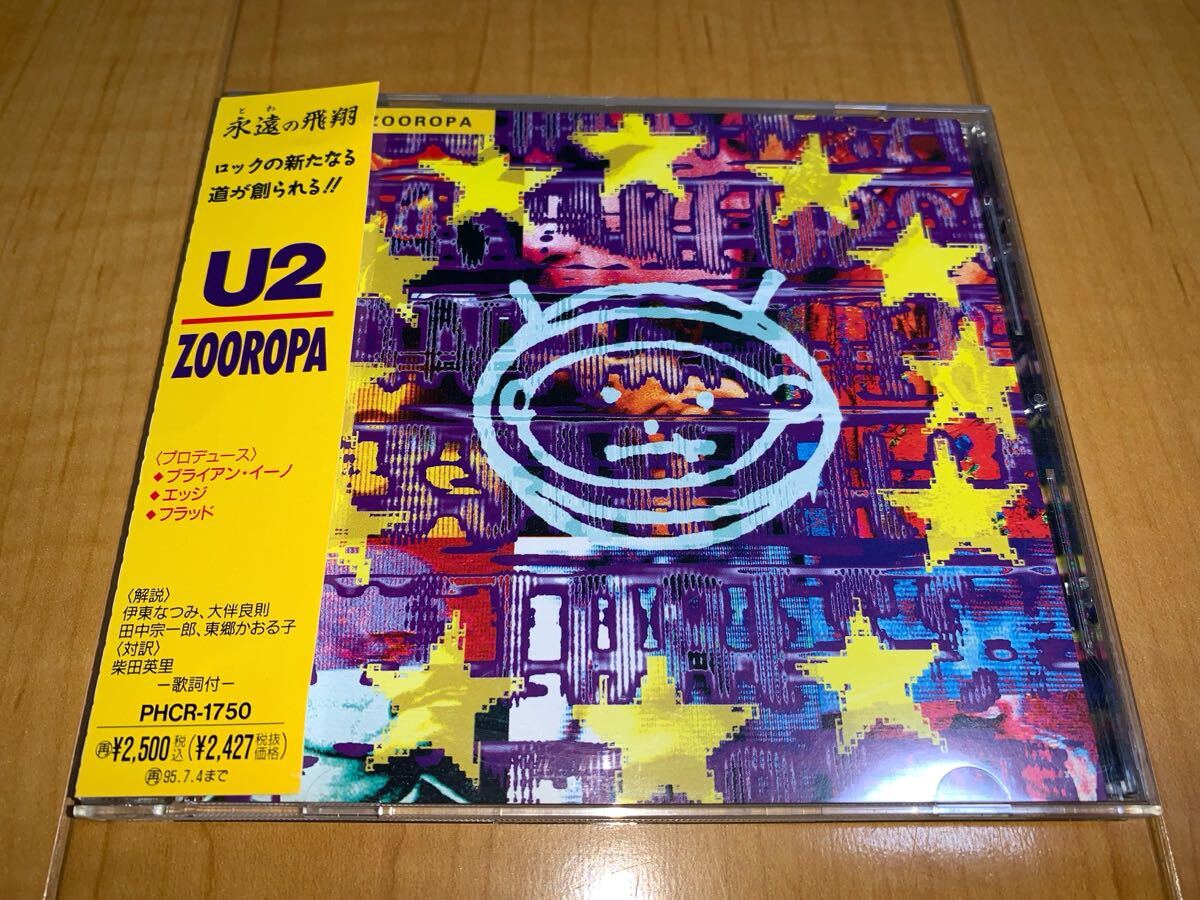 とわ
永遠の飛翔
ロックの新たなる
道が創られる!!
U2
ZOOROPA
〈プロデュース〉
◆ブライアン・イーノ
◆エッジ
◆フラッド
〈解説〉
伊東なつみ、大伴良則
田中宗一郎、東郷かおる子
〈対訳〉
柴田英里
ー歌詞付ー
PHCR-1750
再¥2,500税込(¥2,427税抜価格)
再95.7.4まで
ZOOROPA